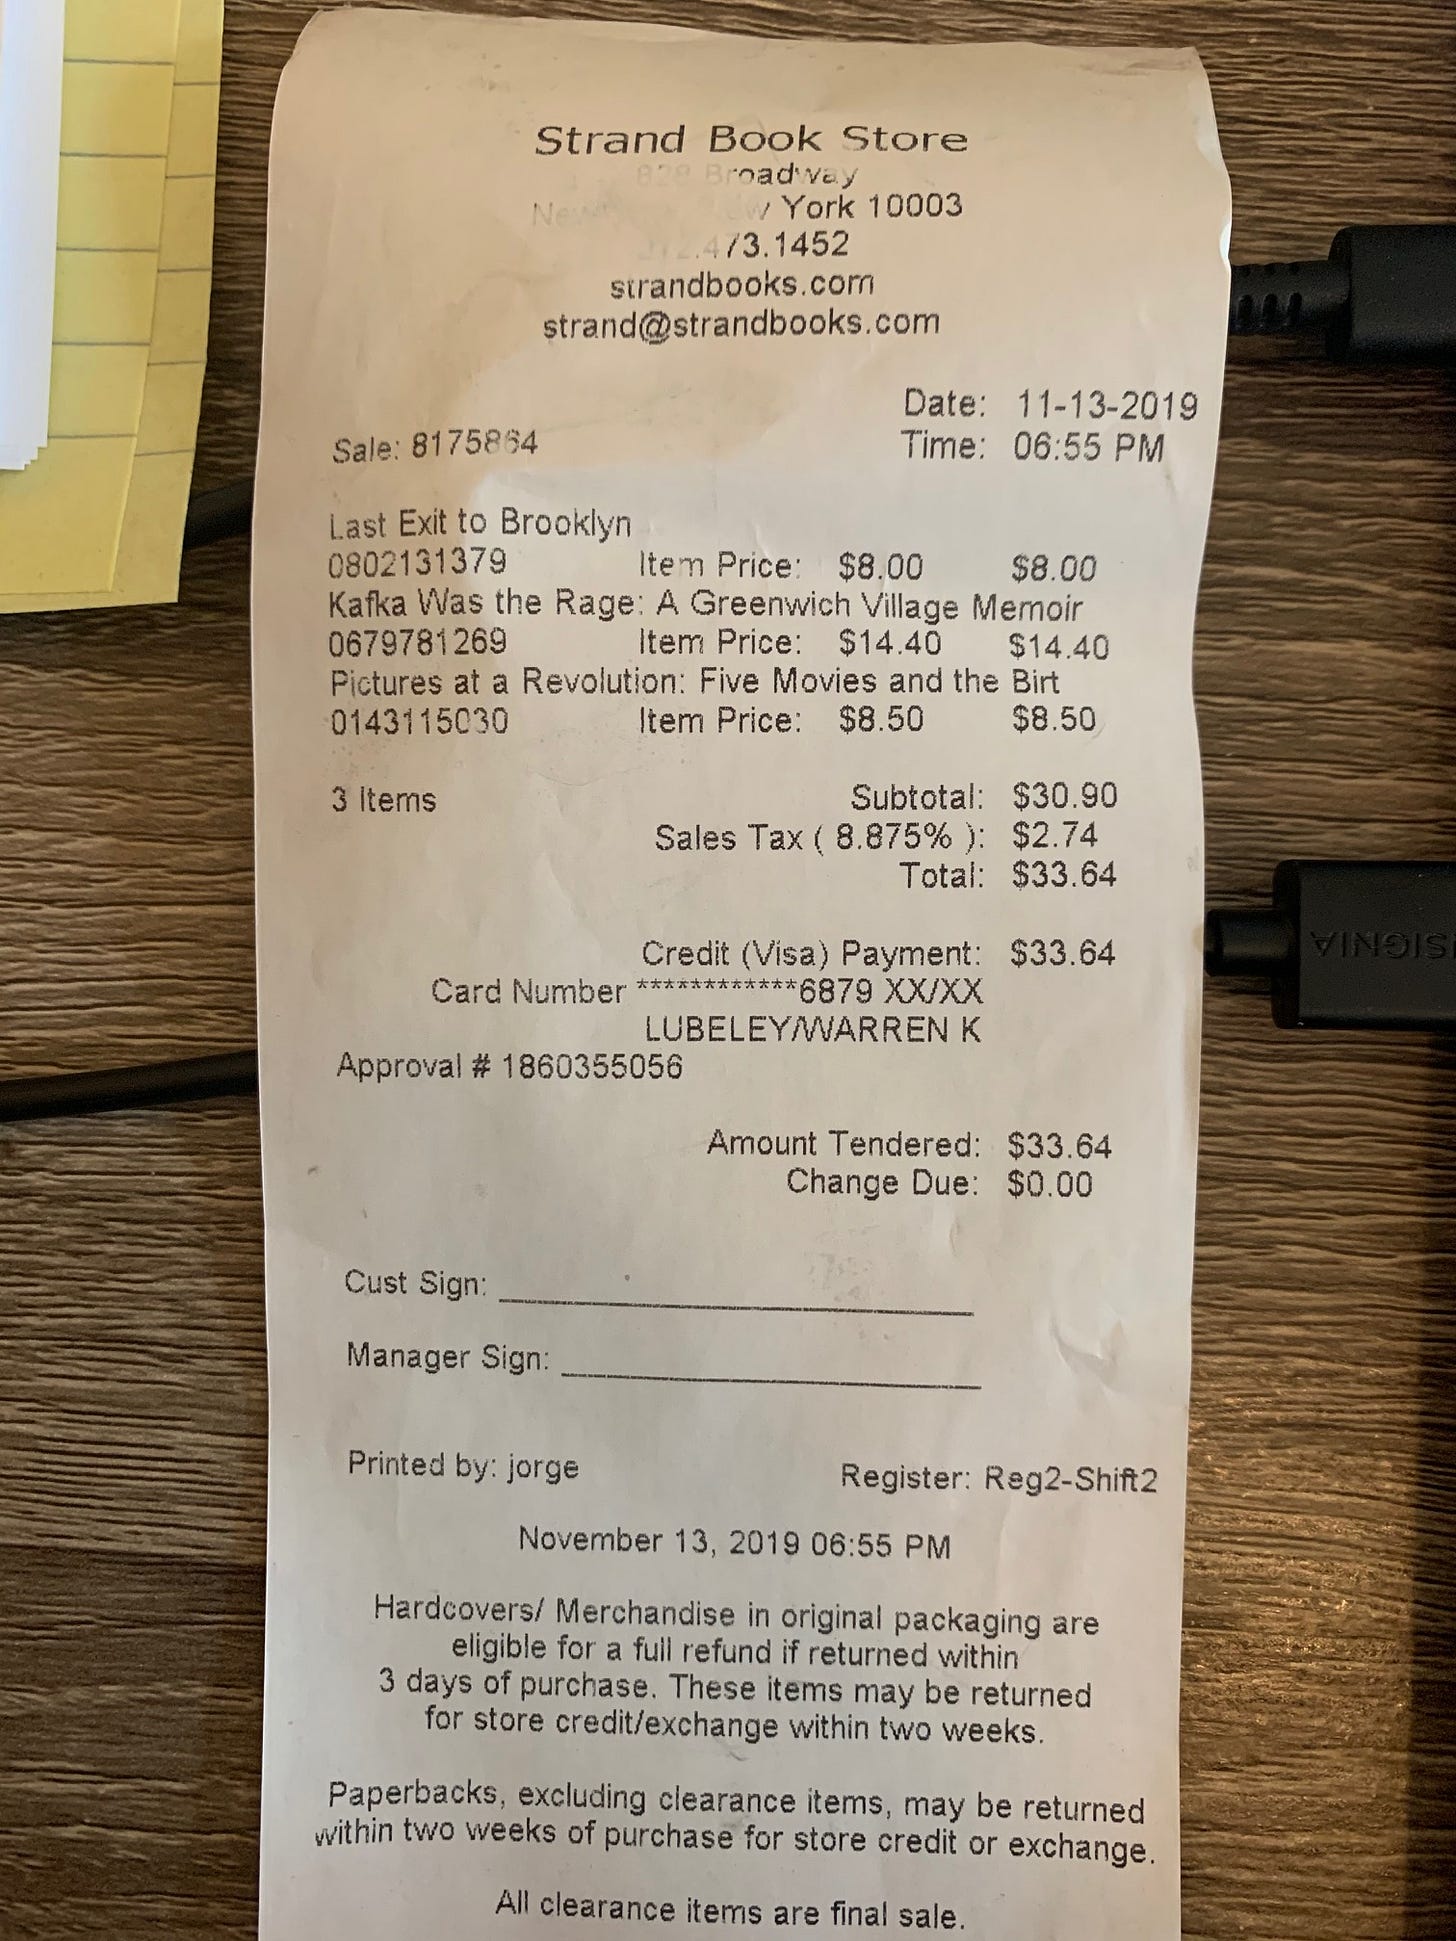 Strand Book Store
828 Broadway
York 10003
.473.1452
strandbooks.com
strand@strandbooks.com
Date: 11-13-2019
Sale: 8175864 Time: 06:55 PM
Last Exit to Brooklyn
0802131379 Item Price: $8.00 $8.00
Kafka Was the Rage: A Greenwich Village Memoir
0679781269 Item Price: $14.40 $14.40
Pictures at a Revolution: Five Movies and the Birt
0143115030 Item Price: $8.50 $8.50
3 Items Subtotal: $30.90
Sales Tax ( 8.875% ): $2.74
Total: $33.64
Credit (Visa) Payment: $33.64
Card Number ************6879 XX/XX
LUBELEY/WARREN K
Approval # 1860355056
Amount Tendered: $33.64
Change Due: $0.00
Cust Sign:
Manager Sign:
Printed by: jorge Register: Reg2-Shift2
November 13, 2019 06:55 PM
Hardcovers/ Merchandise in original packaging are
eligible for a full refund if returned within
3 days of purchase. These items may be returned
for store credit/exchange within two weeks.
Paperbacks, excluding clearance items, may be returned
within two weeks of purchase for store credit or exchange.
All clearance items are final sale.
SIGNIA